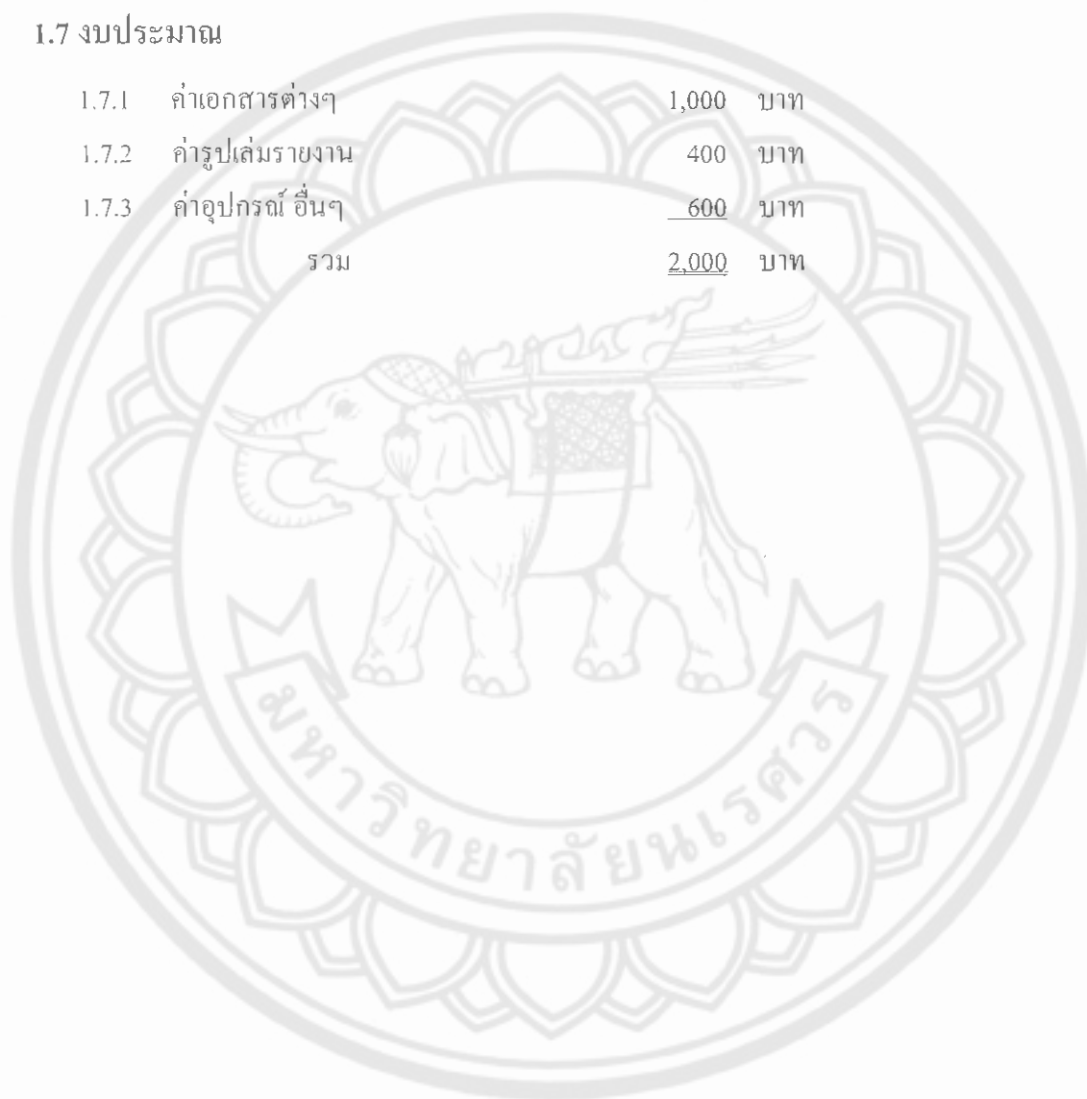 1.7 งบประมาณ
1.7.1 ค่าเอกสารต่างๆ 1,000 บาท
1.7.2 ค่ารูปเล่มรายงาน 400 บาท
1.7.3 ค่าอุปกรณ์ อื่นๆ 600 บาท
รวม 2,000 บาท
มหาวิทยาลัยนเรศวร